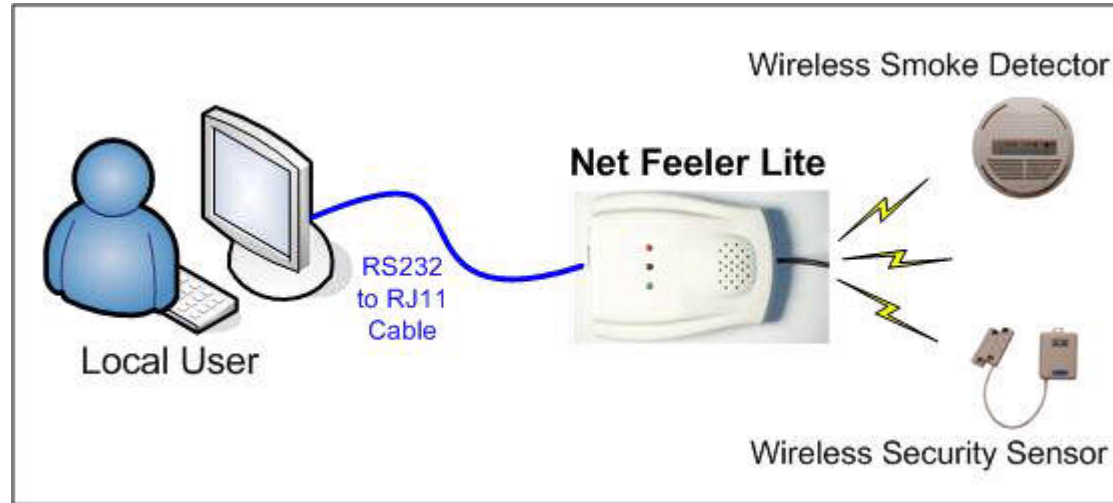 Wireless Smoke Detector
Net Feeler Lite
RS232
to RJ11
Cable
Local User
Wireless Security Sensor